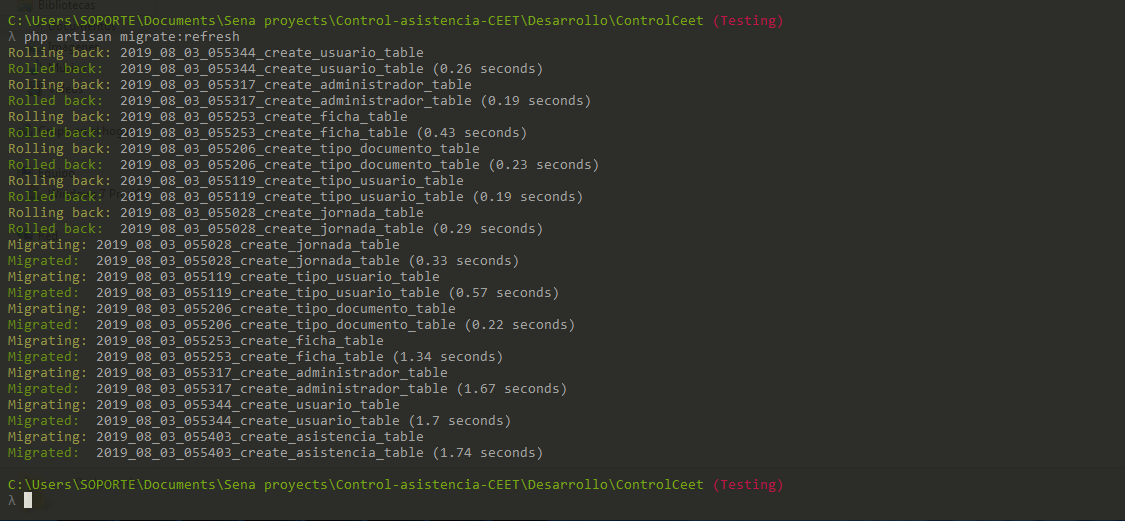 Bibliotecas
C:\Users\SOPORTE\Documents\Sena proyects\Control-asistencia-CEET\Desarrollo\ControlCeet (Testing)
λ php artisan migrate:refresh
Rolling back: 2019_08_03_055344_create_usuario_table
Rolled back:  2019_08_03_055344_create_usuario_table (0.26 seconds)
Rolling back: 2019_08_03_055317_create_administrador_table
Rolled back:  2019_08_03_055317_create_administrador_table (0.19 seconds)
Rolling back: 2019_08_03_055253_create_ficha_table
Rolled back:  2019_08_03_055253_create_ficha_table (0.43 seconds)
Rolling back: 2019_08_03_055206_create_tipo_documento_table
Rolled back:  2019_08_03_055206_create_tipo_documento_table (0.23 seconds)
Rolling back: 2019_08_03_055119_create_tipo_usuario_table
Rolled back:  2019_08_03_055119_create_tipo_usuario_table (0.19 seconds)
Rolling back: 2019_08_03_055028_create_jornada_table
Rolled back:  2019_08_03_055028_create_jornada_table (0.29 seconds)
Migrating: 2019_08_03_055028_create_jornada_table
Migrated:  2019_08_03_055028_create_jornada_table (0.33 seconds)
Migrating: 2019_08_03_055119_create_tipo_usuario_table
Migrated:  2019_08_03_055119_create_tipo_usuario_table (0.57 seconds)
Migrating: 2019_08_03_055206_create_tipo_documento_table
Migrated:  2019_08_03_055206_create_tipo_documento_table (0.22 seconds)
Migrating: 2019_08_03_055253_create_ficha_table
Migrated:  2019_08_03_055253_create_ficha_table (1.34 seconds)
Migrating: 2019_08_03_055317_create_administrador_table
Migrated:  2019_08_03_055317_create_administrador_table (1.67 seconds)
Migrating: 2019_08_03_055344_create_usuario_table
Migrated:  2019_08_03_055344_create_usuario_table (1.7 seconds)
Migrating: 2019_08_03_055403_create_asistencia_table
Migrated:  2019_08_03_055403_create_asistencia_table (1.74 seconds)
C:\Users\SOPORTE\Documents\Sena proyects\Control-asistencia-CEET\Desarrollo\ControlCeet (Testing)
λ